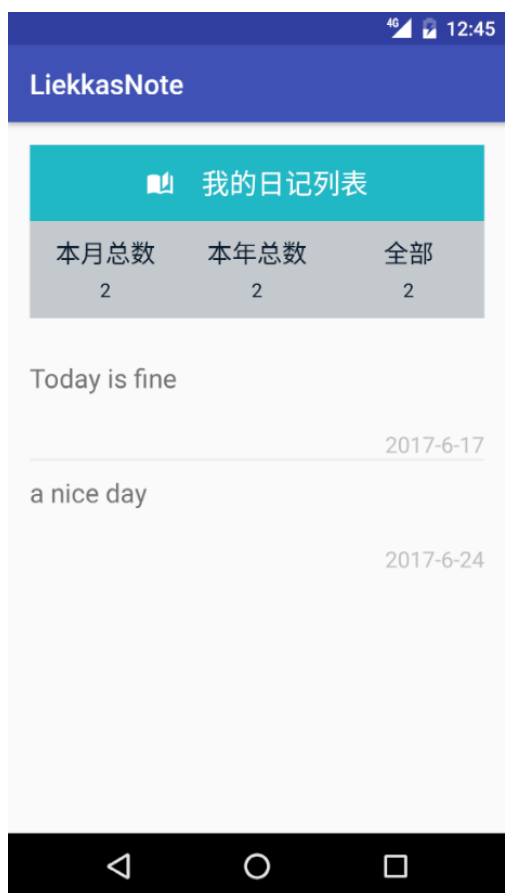 4G 12:45
LiekkasNote
我的日记列表
本月总数 本年总数 全部
2 2 2
Today is fine
2017-6-17
a nice day
2017-6-24